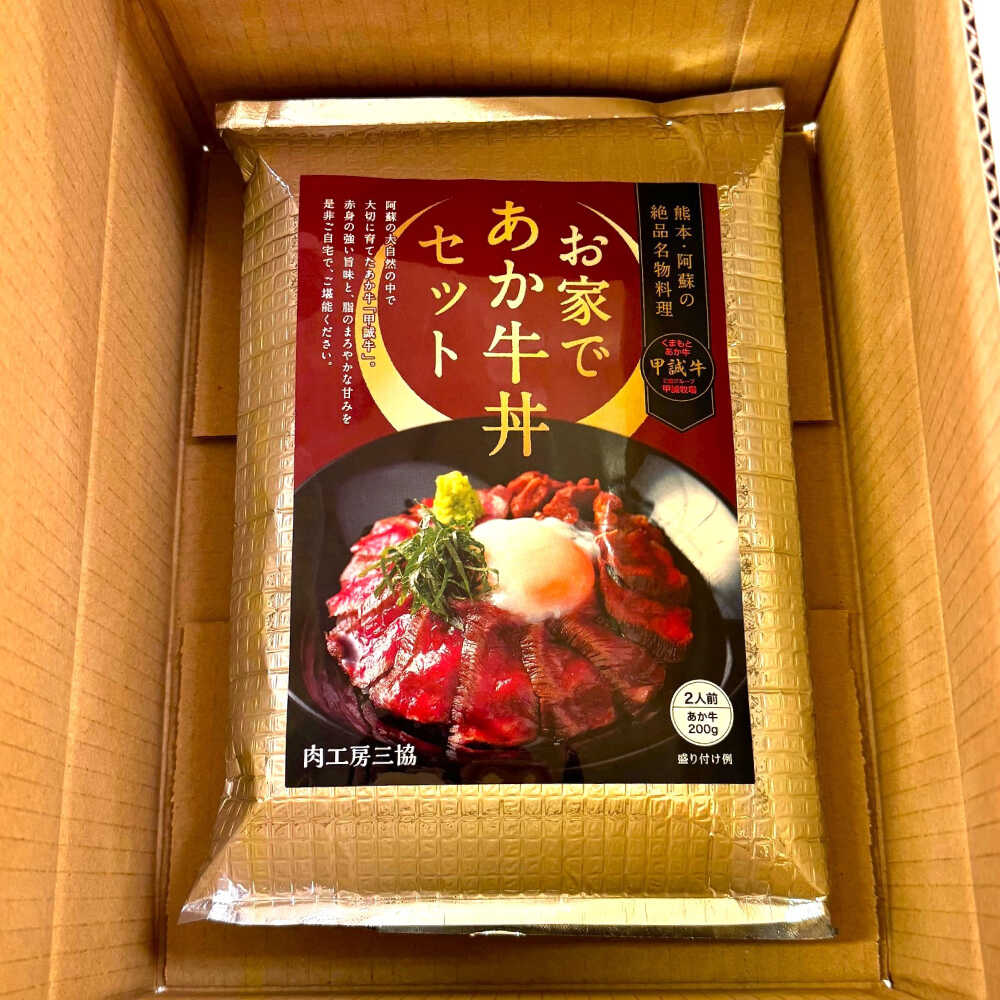 熊本・阿蘇の
絶品名物料理
くまもと
あか牛
甲誠牛
甲誠牧場
お家で
あか牛丼
セット
阿蘇の大自然の中で
大切に育てたあか牛「甲誠牛」。
赤身の強い旨味と、脂のまろやかな甘みを
是非ご自宅で、ご堪能ください。
2人前
あか牛
200g
盛り付け例
肉工房三協